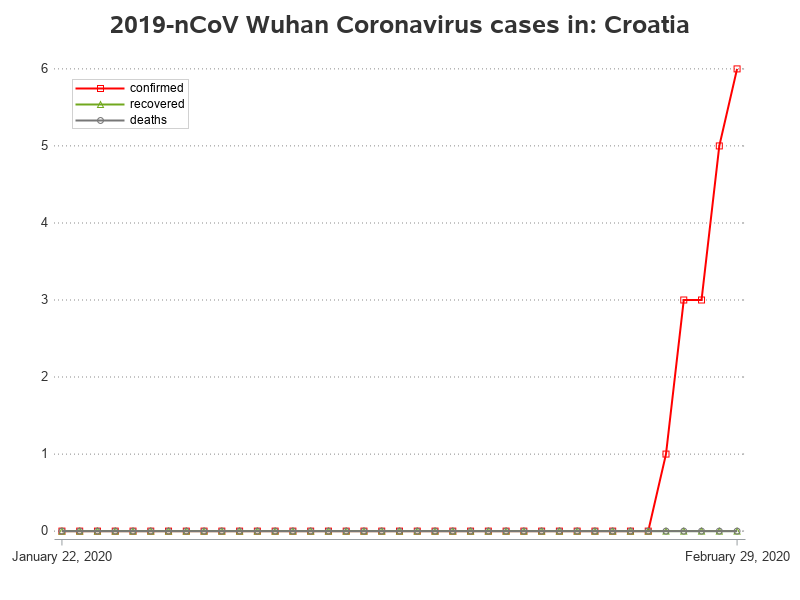 2019-nCoV Wuhan Coronavirus cases in: Croatia
6
confirmed
recovered
deaths
5
4
3
2
1
0
January 22, 2020
February 29, 2020